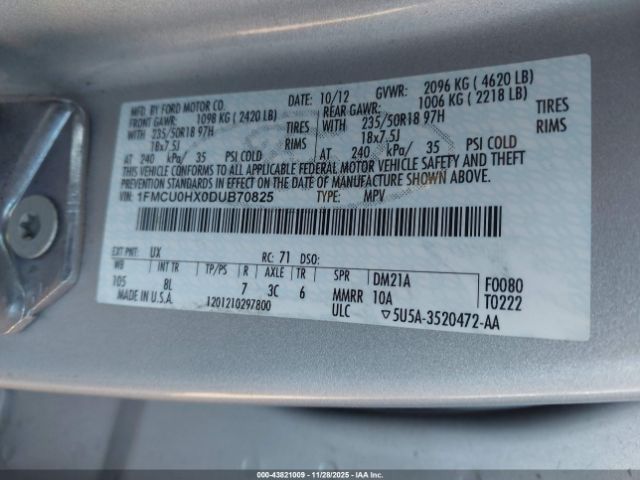 MFD. BY FORD MOTOR CO.
DATE: 10/12 GVWR: 2096 KG ( 4620 LB)
FRONT GAWR: 1098 KG ( 2420 LB)
REAR GAWR: 1006 KG ( 2218 LB)
WITH 235/50R18 97H TIRES
WITH 235/50R18 97H TIRES
18x7.5J RIMS
18x7.5J RIMS
AT 240 kPa/ 35 PSI COLD
AT 240 kPa/ 35 PSI COLD
THIS VEHICLE CONFORMS TO ALL APPLICABLE FEDERAL MOTOR VEHICLE SAFETY AND THEFT
PREVENTION STANDARDS IN EFFECT ON THE DATE OF MANUFACTURE SHOWN ABOVE.
VIN: 1FMCU0HX0DUB70825 TYPE: MPV
EXT PNT: UX RC: 71 DSO:
WB INT TR TP/PS R AXLE TR SPR DM21A F0080
105 BL 7 3C 6 MMRR 10A T0222
MADE IN U.S.A. 1201210297800 ULC ▽5U5A-3520472-AA
000-43821009 11/28/2025 IAAI.COM